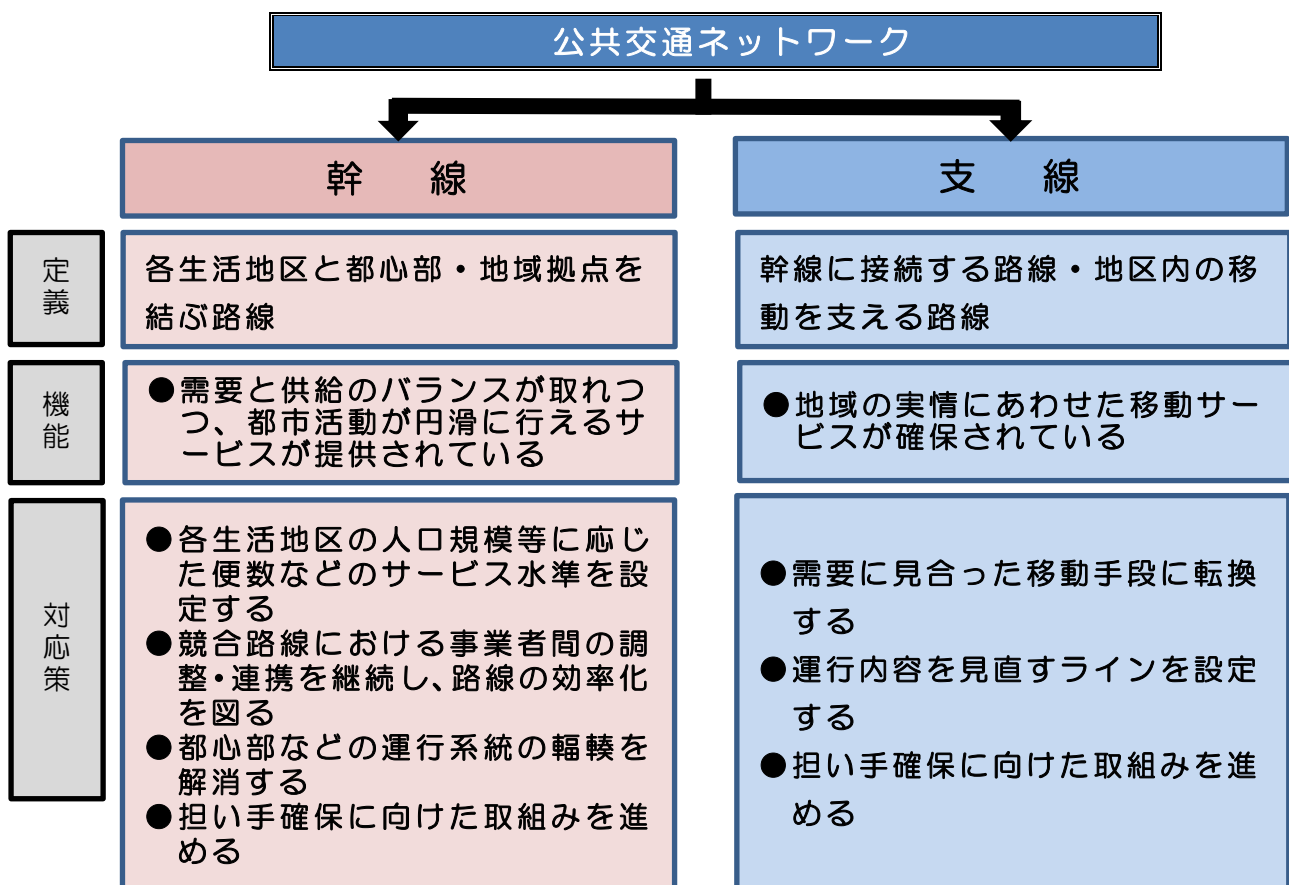 公共交通ネットワーク
幹　線
支　線
定義
各生活地区と都心部・地域拠点を
結ぶ路線
幹線に接続する路線・地区内の移
動を支える路線
機能
●需要と供給のバランスが取れつ
つ、都市活動が円滑に行えるサ
ービスが提供されている
●地域の実情にあわせた移動サー
ビスが確保されている
対応策
●各生活地区の人口規模等に応じ
た便数などのサービス水準を設
定する
●競合路線における事業者間の調
整・連携を継続し、路線の効率化
を図る
●都心部などの運行系統の輻輳を
解消する
●担い手確保に向けた取組みを進
める
●需要に見合った移動手段に転換
する
●運行内容を見直すラインを設定
する
●担い手確保に向けた取組みを進
める